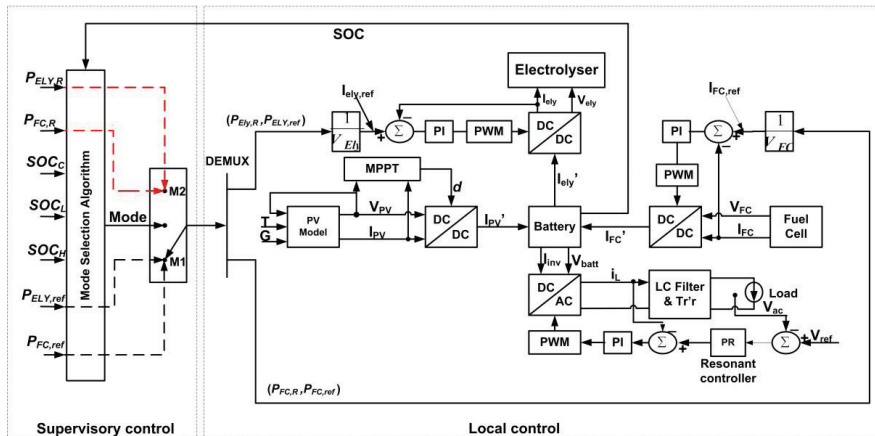 SOC
P_ELY,R
P_FC,R
SOC_C
SOC_L
SOC_H
P_ELY,ref
P_FC,ref
Mode Selection Algorithm
Mode
M2
M1
DEMUX
(P_Ely,R, P_ELY,ref)
1
V_Ely
I_ely,ref
+
−
Σ
PI
PWM
DC
DC
Electrolyser
I_ely
V_ely
I_ely'
MPPT
d
T
G
PV
Model
V_PV
I_PV
DC
DC
I_PV'
Battery
I_FC,ref
PI
Σ
+
−
1
V_FC
PWM
DC
DC
I_FC'
V_FC
I_FC
Fuel
Cell
I_inv
V_batt
DC
AC
i_L
LC Filter
& Tr'r
Load
V_ac
PWM
PI
Σ
−
+
PR
Resonant
controller
Σ
−
+
V_ref
(P_FC,R, P_FC,ref)
Supervisory control
Local control